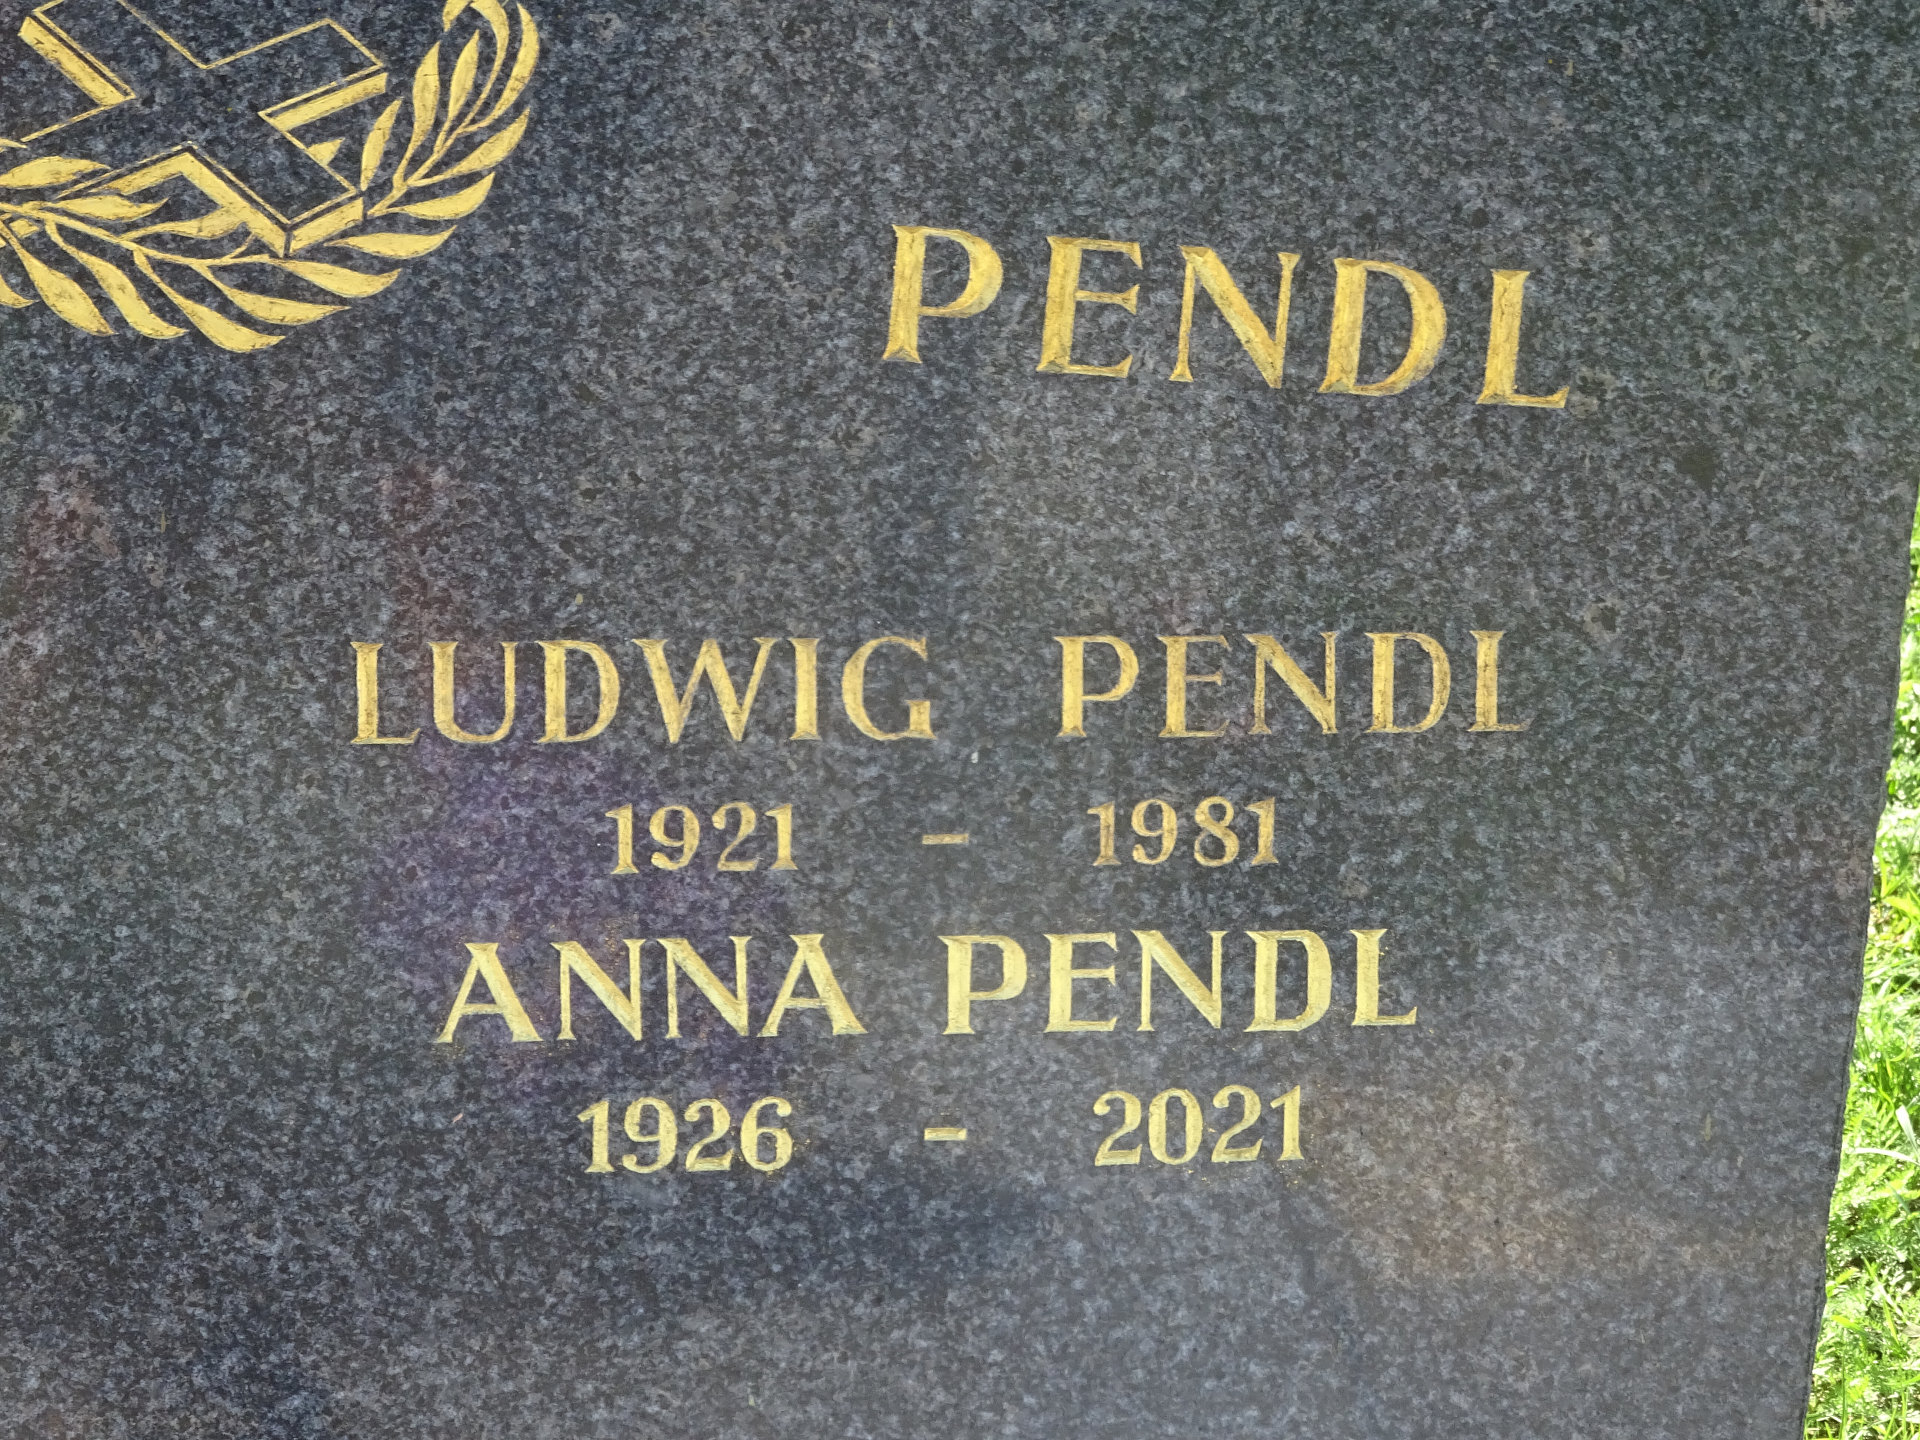 PENDL
LUDWIG PENDL
1921 - 1981
ANNA PENDL
1926 - 2021